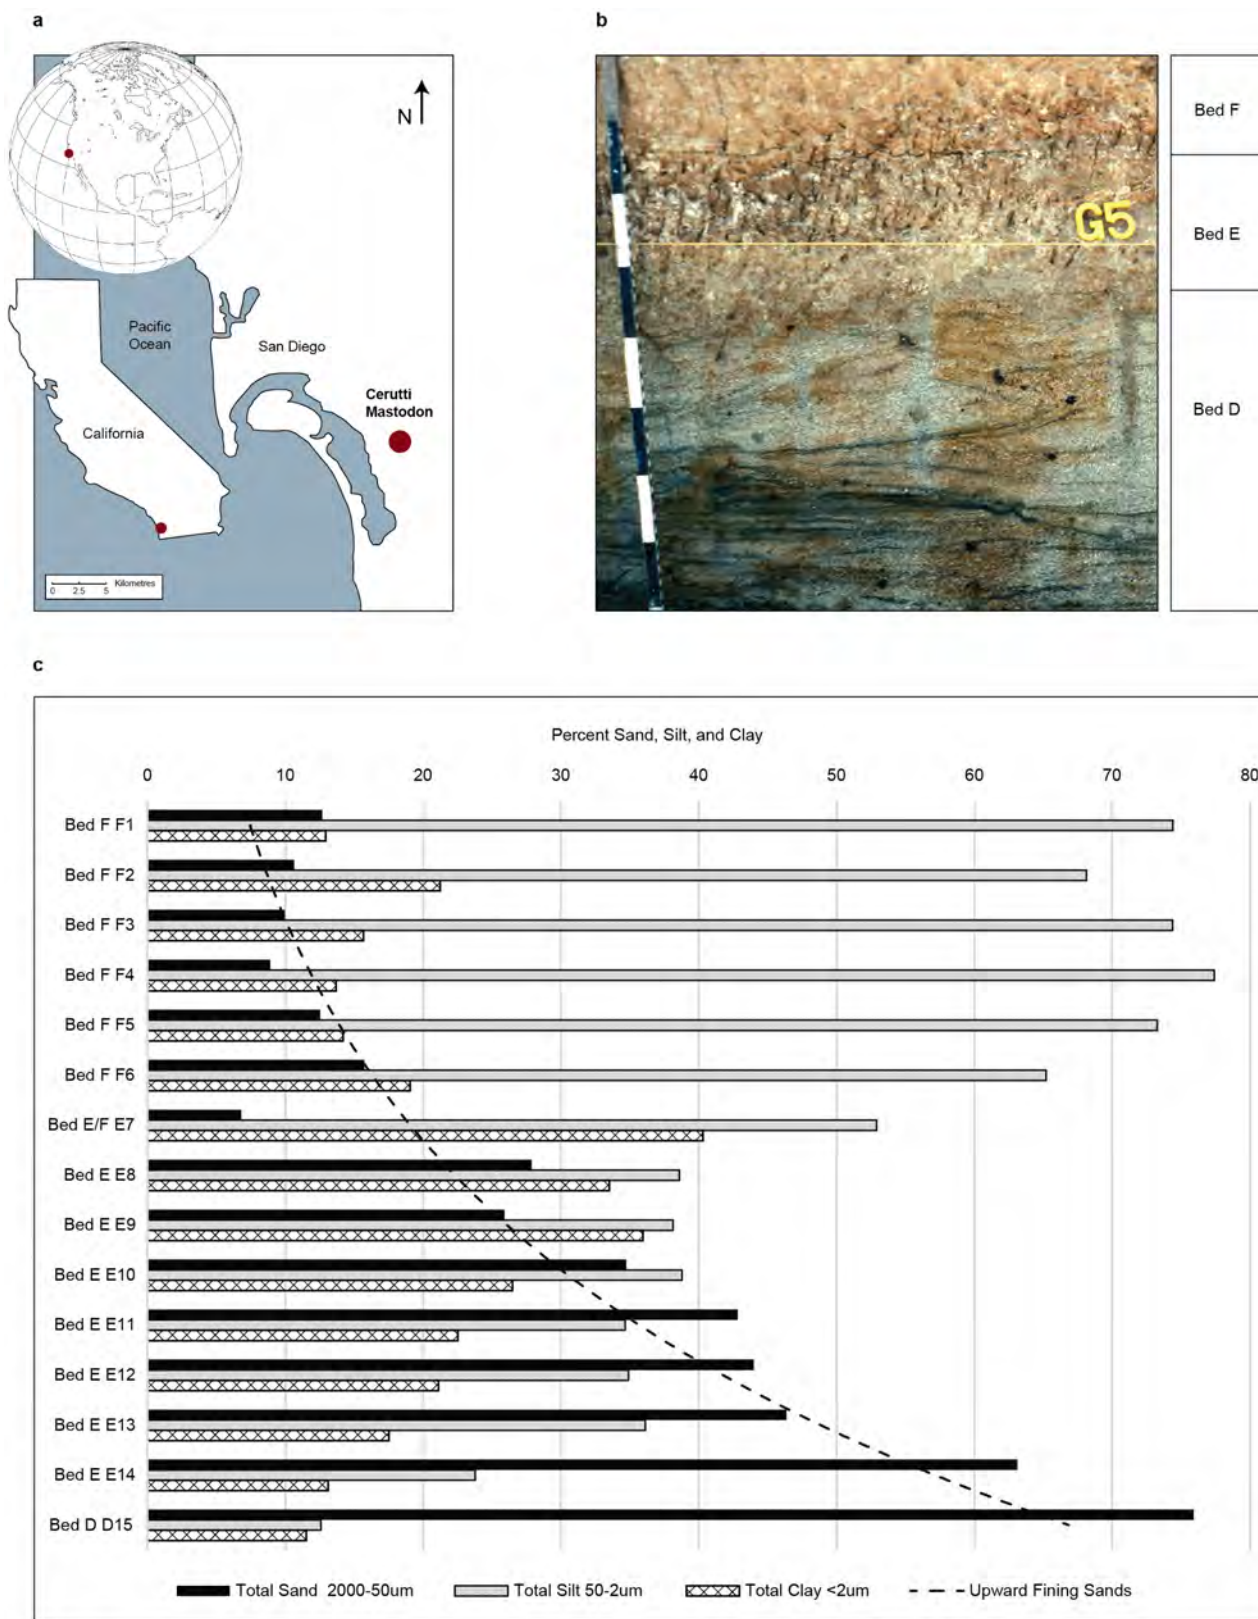 a
N
Pacific
Ocean
San Diego
Cerutti
Mastodon
California
Kilometres
0 2.5 5
b
G5
Bed F
Bed E
Bed D
c
Percent Sand, Silt, and Clay
0 10 20 30 40 50 60 70 80
Bed F F1
Bed F F2
Bed F F3
Bed F F4
Bed F F5
Bed F F6
Bed E/F E7
Bed E E8
Bed E E9
Bed E E10
Bed E E11
Bed E E12
Bed E E13
Bed E E14
Bed D D15
Total Sand 2000-50um Total Silt 50-2um Total Clay <2um Upward Fining Sands